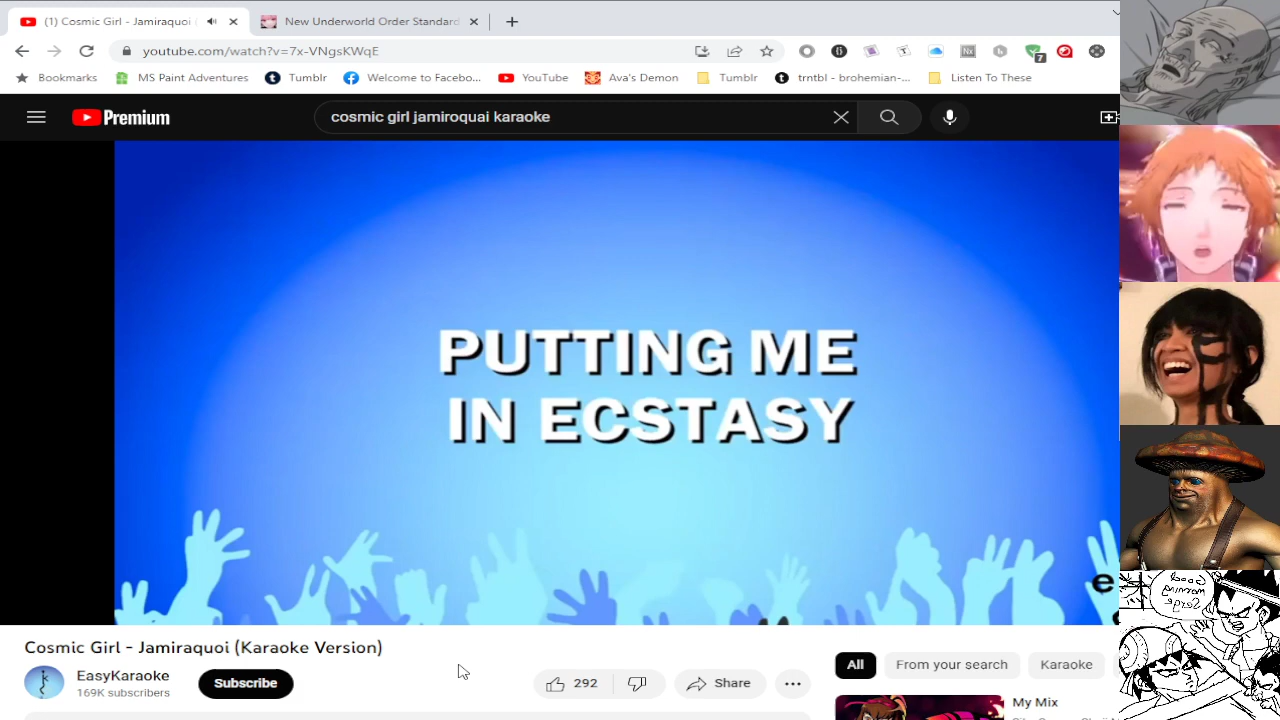 (1) Cosmic Girl - Jamiraquoi (
New Underworld Order Standard
youtube.com/watch?v=7x-VNgsKWqE
Bookmarks
MS Paint Adventures
Tumblr
Welcome to Facebo...
YouTube
Ava's Demon
Tumblr
trntbl - brohemian-...
Listen To These
Premium
cosmic girl jamiroquai karaoke
PUTTING ME
IN ECSTASY
e
Cosmic Girl - Jamiraquoi (Karaoke Version)
EasyKaraoke
169K subscribers
Subscribe
292
Share
All
From your search
Karaoke
My Mix
Nx
7